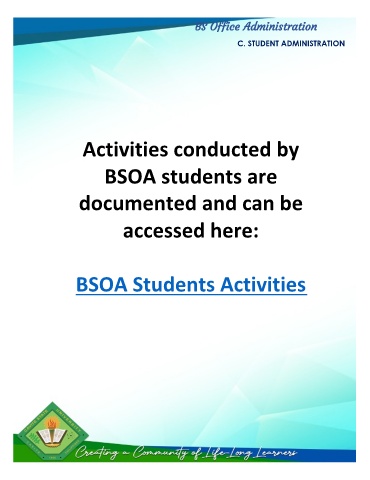 BS Office Administration
C. STUDENT ADMINISTRATION
Activities conducted by
BSOA students are
documented and can be
accessed here:
BSOA Students Activities
Creating a Community of Life-Long Learners